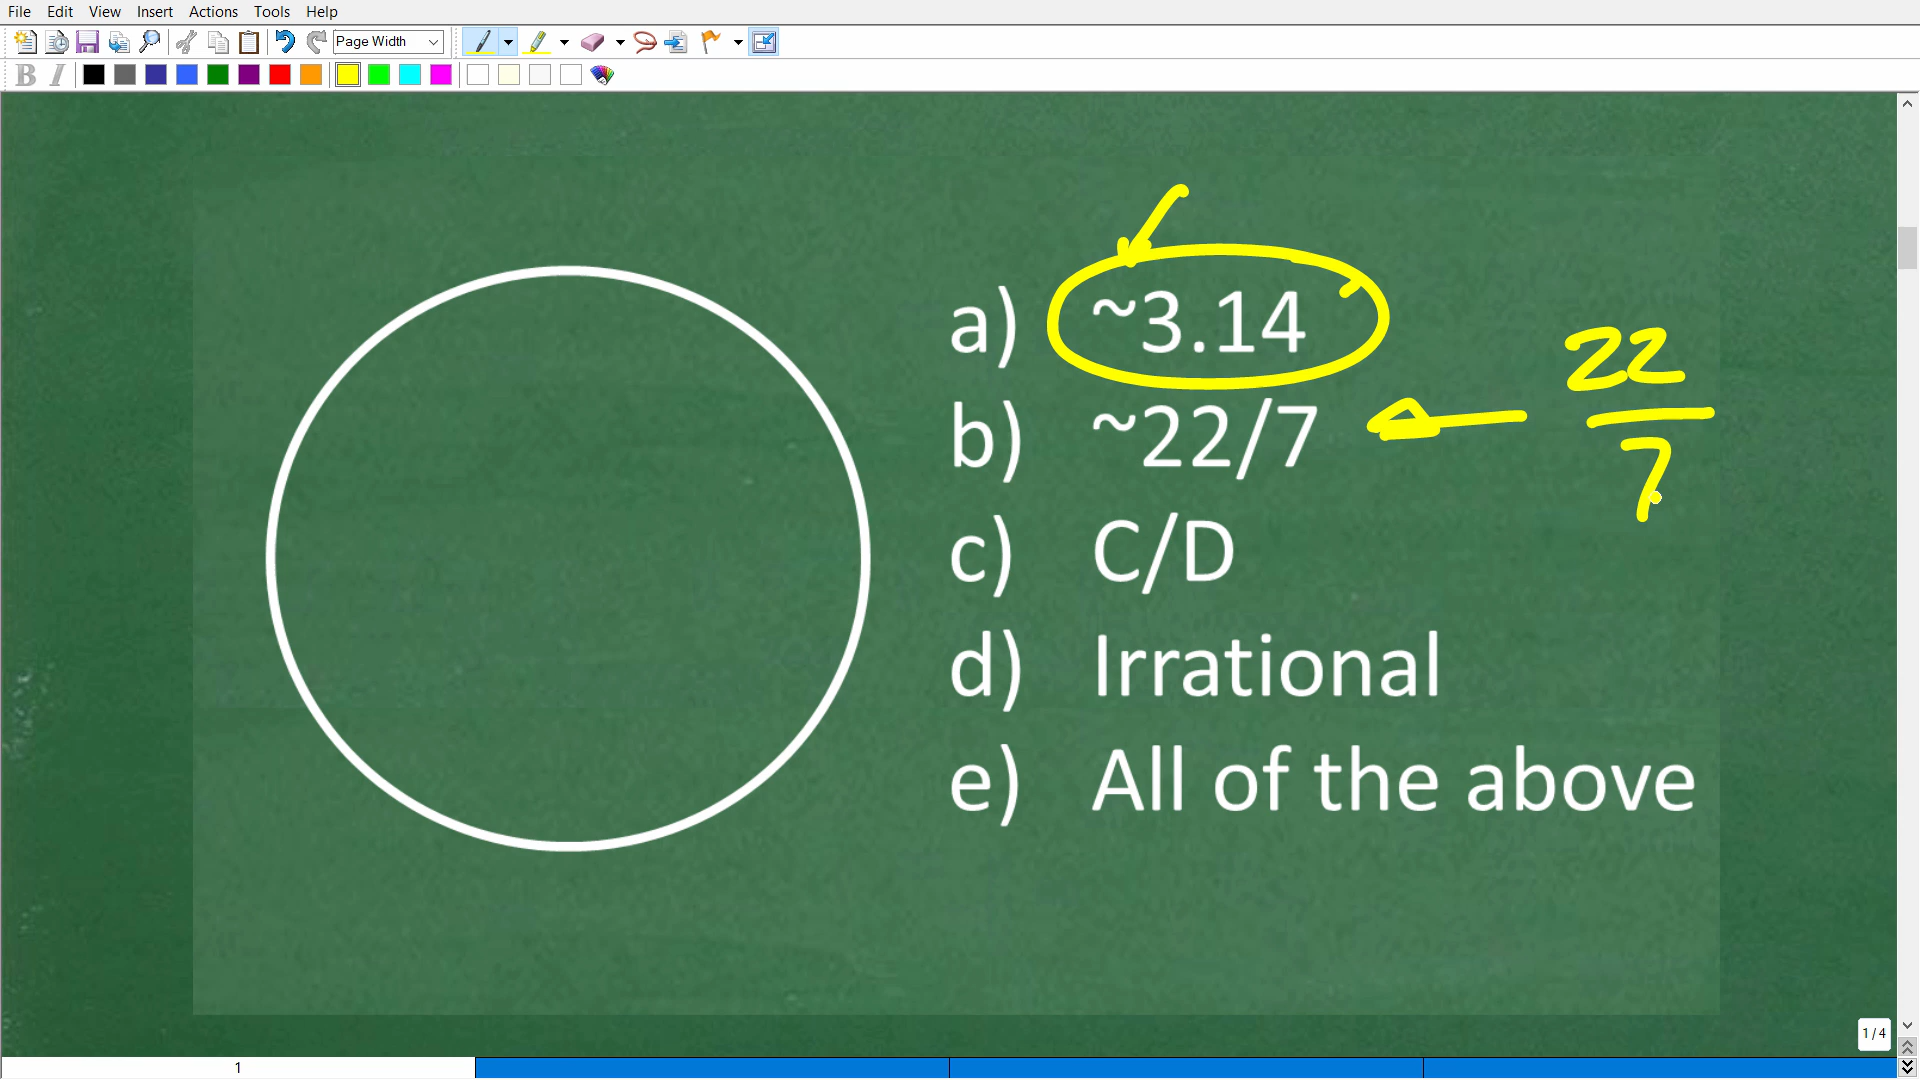 File Edit View Insert Actions Tools Help
Page Width
B I
a) ~3.14
b) ~22/7
22
7
c) C/D
d) Irrational
e) All of the above
1 / 4
1